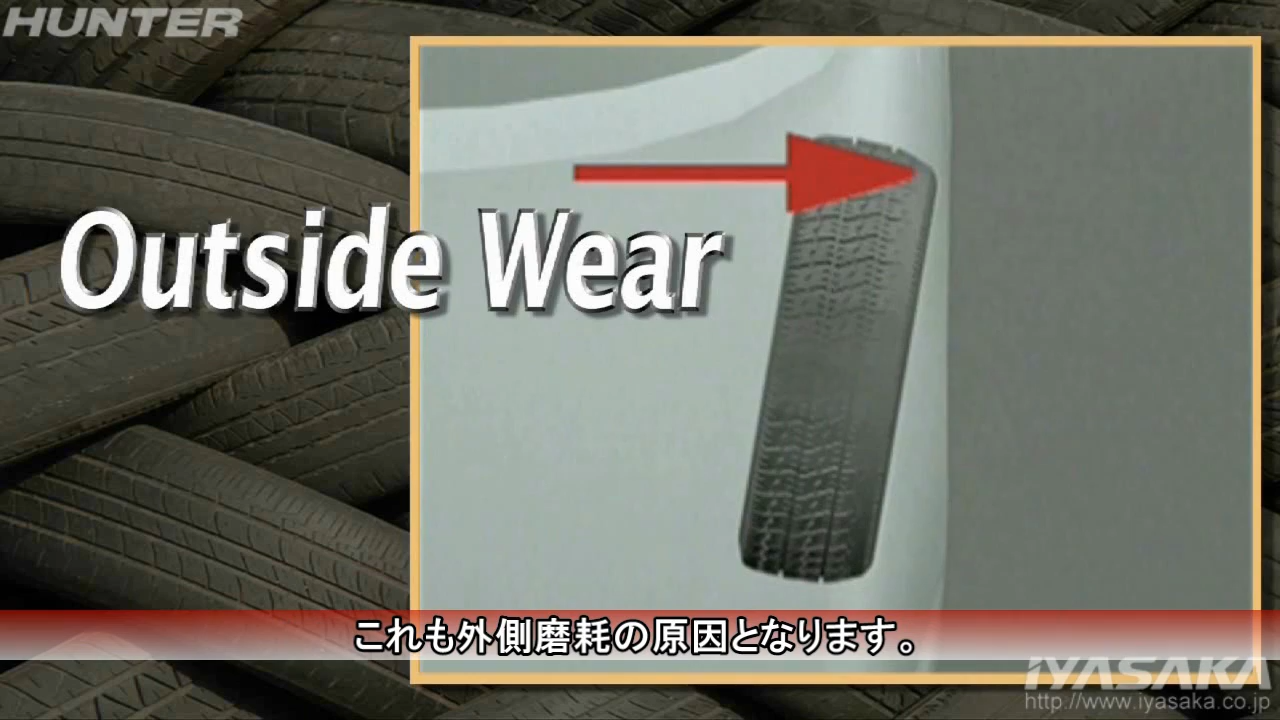 HUNTER
Outside Wear
これも外側磨耗の原因となります。
iYASAKA
http://www.iyasaka.co.jp